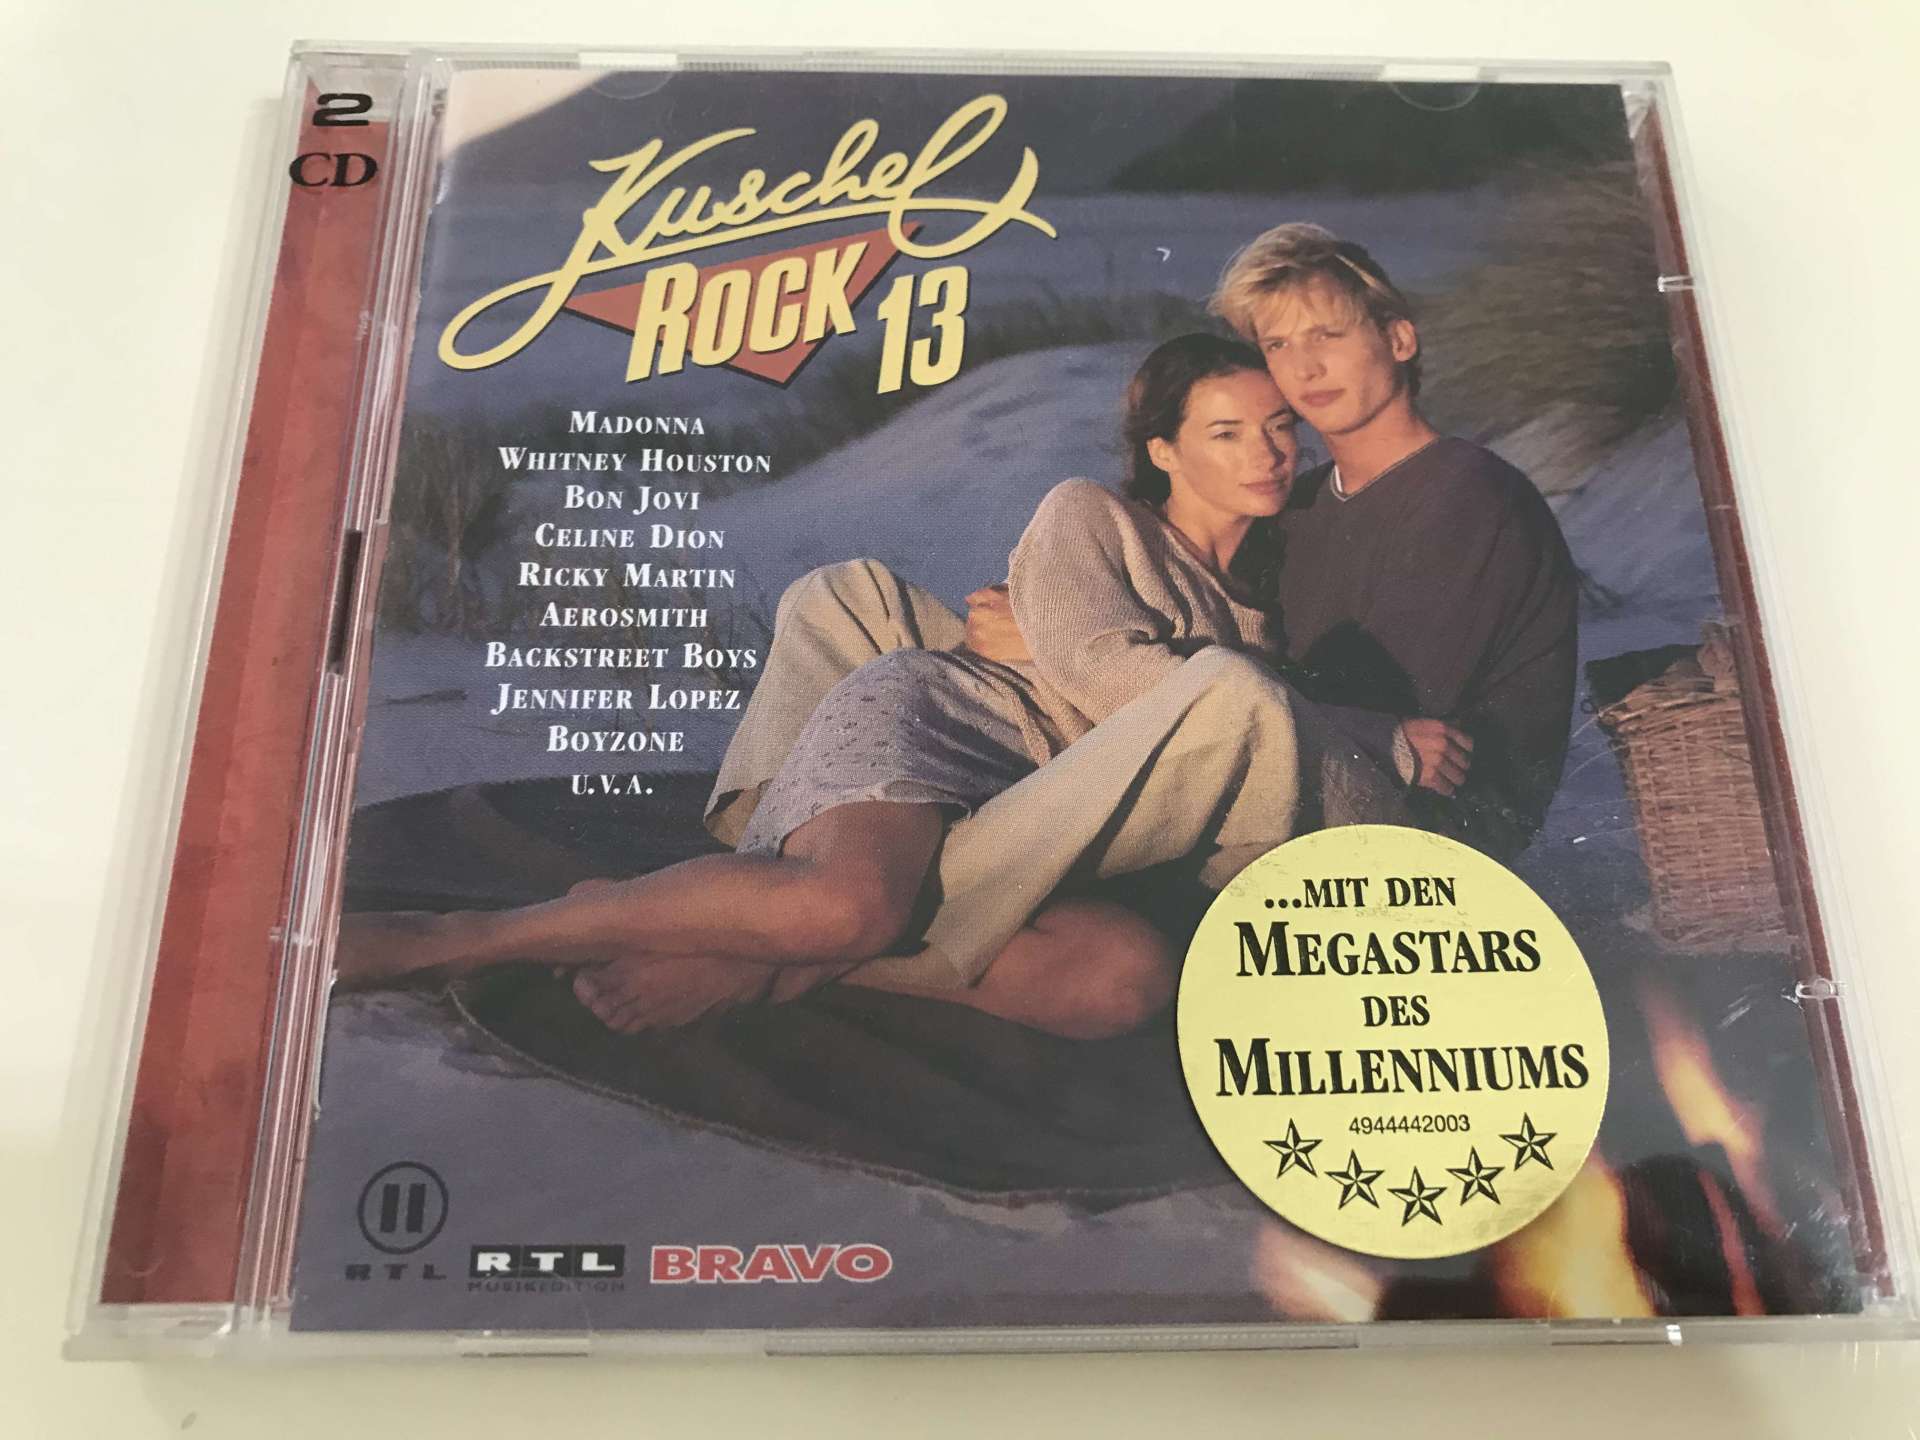 2
CD
Kuschel
ROCK 13
MADONNA
WHITNEY HOUSTON
BON JOVI
CELINE DION
RICKY MARTIN
AEROSMITH
BACKSTREET BOYS
JENNIFER LOPEZ
BOYZONE
U.V.A.
...MIT DEN
MEGASTARS
DES
MILLENNIUMS
4944442003
II
RTL
RTL
MUSIKEDITION
BRAVO